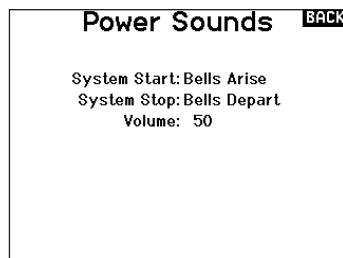 Power Sounds BACK
System Start: Bells Arise
System Stop: Bells Depart
Volume: 50